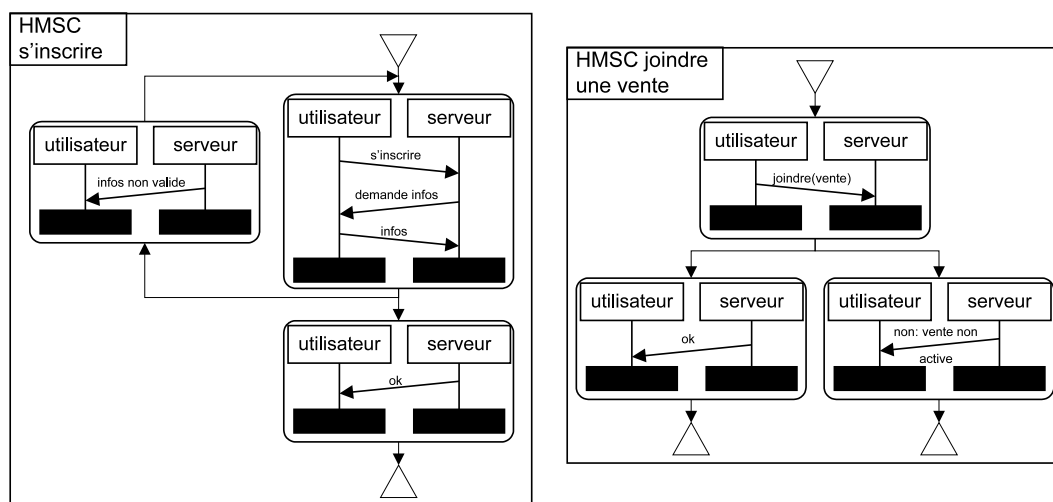 HMSC
s'inscrire
utilisateur serveur
s'inscrire
demande infos
infos
utilisateur serveur
infos non valide
utilisateur serveur
ok
HMSC joindre
une vente
utilisateur serveur
joindre(vente)
utilisateur serveur
ok
utilisateur serveur
non: vente non
active